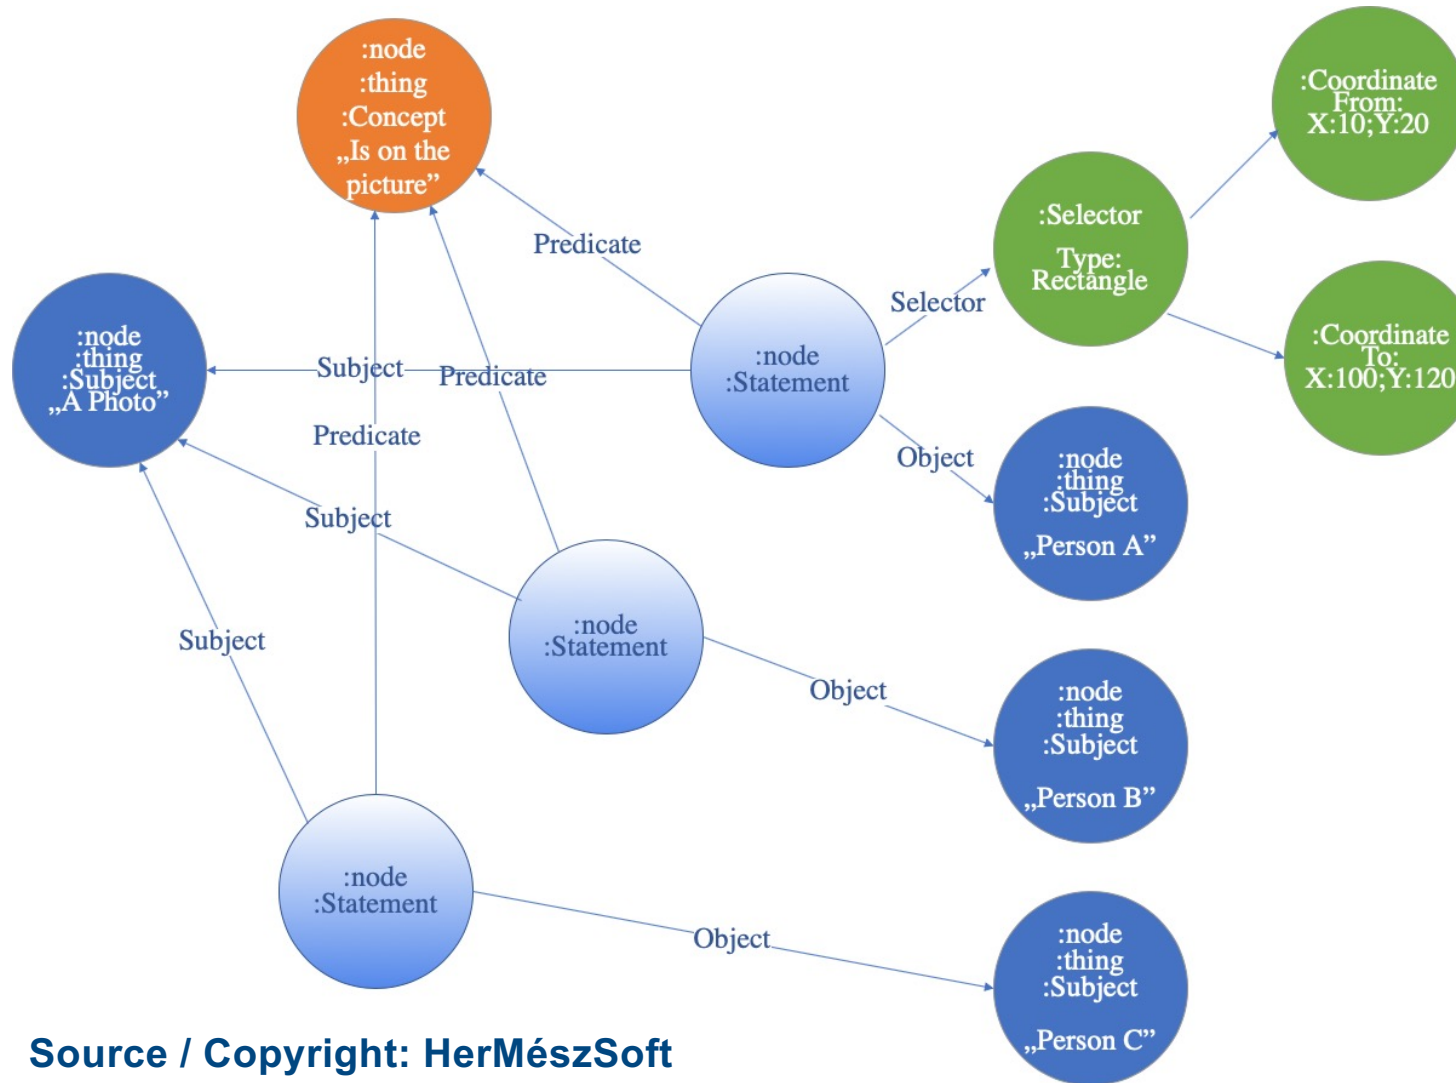 :node
:thing
:Concept
„Is on the
picture”
:Coordinate
From:
X:10;Y:20
:Selector
Type:
Rectangle
Predicate
Selector
:node
:thing
:Subject
„A Photo”
Subject
Predicate
:node
:Statement
:Coordinate
To:
X:100;Y:120
Predicate
Object
:node
:thing
:Subject
„Person A”
Subject
Subject
:node
:Statement
Object
:node
:thing
:Subject
„Person B”
:node
:Statement
Object
:node
:thing
:Subject
„Person C”
Source / Copyright: HerMészSoft